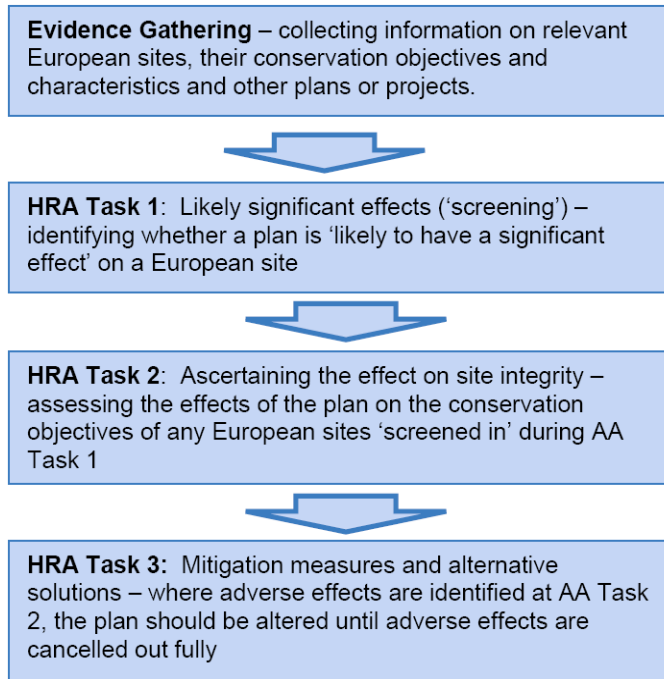 Evidence Gathering – collecting information on relevant
European sites, their conservation objectives and
characteristics and other plans or projects.
HRA Task 1:  Likely significant effects (‘screening’) –
identifying whether a plan is ‘likely to have a significant
effect’ on a European site
HRA Task 2:  Ascertaining the effect on site integrity –
assessing the effects of the plan on the conservation
objectives of any European sites ‘screened in’ during AA
Task 1
HRA Task 3:  Mitigation measures and alternative
solutions – where adverse effects are identified at AA Task
2, the plan should be altered until adverse effects are
cancelled out fully